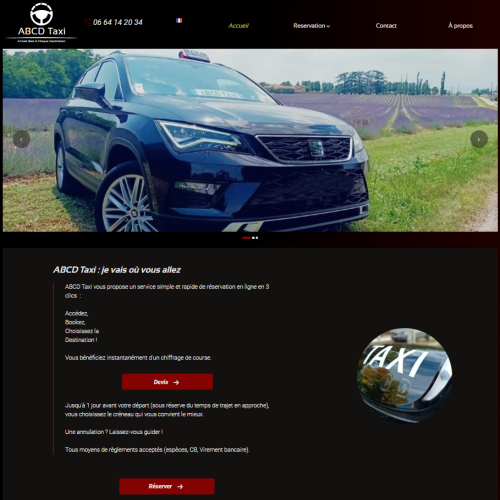 ABCD Taxi
06 64 14 20 34
Accueil
Reservation
Contact
À propos
ABCD Taxi : je vais où vous allez
ABCD Taxi vous propose un service simple et rapide de réservation en ligne en 3
clics :
Accédez,
Bookez,
Choisissez la
Destination !
Vous bénéficiez instantanément d'un chiffrage de course.
Devis
TAXI
Jusqu'à 1 jour avant votre départ (sous réserve du temps de trajet en approche),
vous choisissez le créneau qui vous convient le mieux.
Une annulation ? Laissez-vous guider !
Tous moyens de règlements acceptés (espèces, CB, Virement bancaire).
Réserver